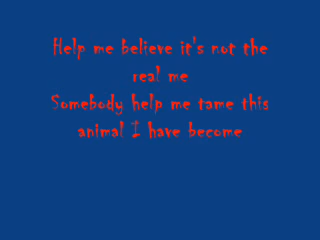 Help me believe it's not the
real me
Somebody help me tame this
animal I have become